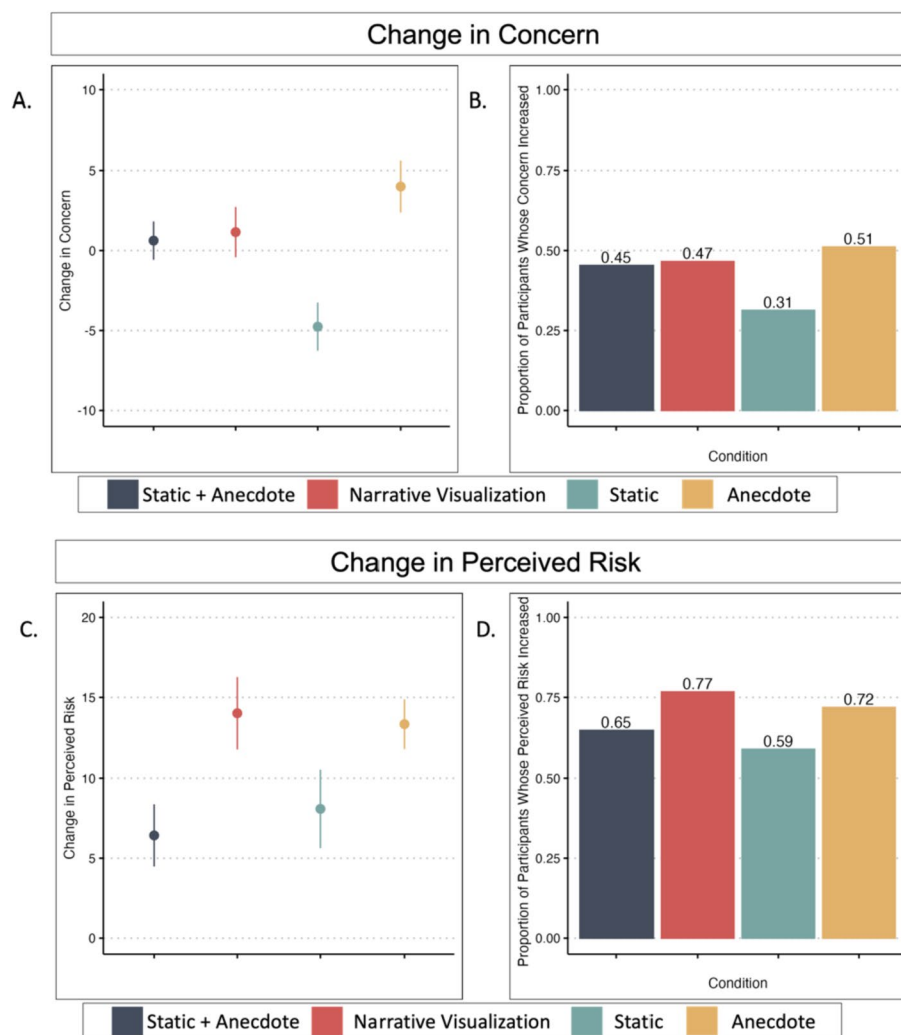 Change in Concern
A.
Change in Concern
10
5
0
-5
-10
B.
Proportion of Participants Whose Concern Increased
1.00
0.75
0.50
0.25
0.00
0.45
0.47
0.31
0.51
Condition
Static + Anecdote Narrative Visualization Static Anecdote
Change in Perceived Risk
C.
Change in Perceived Risk
20
15
10
5
0
D.
Proportion of Participants Whose Perceived Risk Increased
1.00
0.75
0.50
0.25
0.00
0.65
0.77
0.59
0.72
Condition
Static + Anecdote Narrative Visualization Static Anecdote